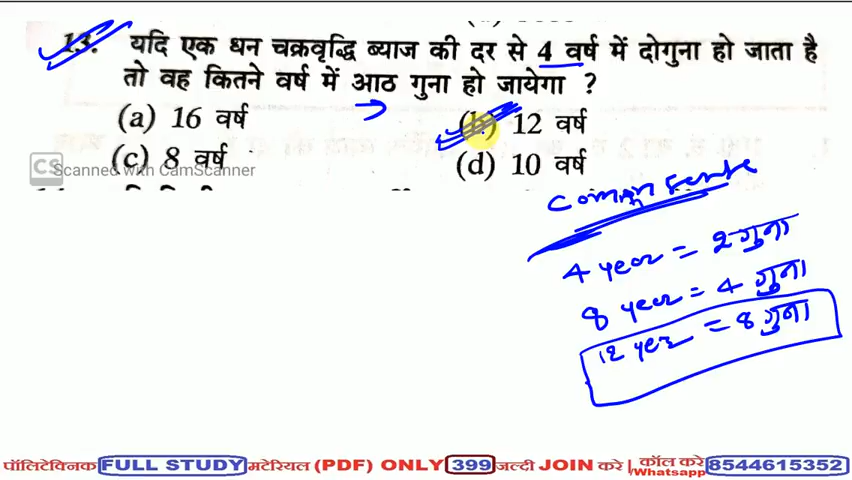 13. यदि एक धन चक्रवृद्धि ब्याज की दर से 4 वर्ष में दोगुना हो जाता है
तो वह कितने वर्ष में आठ गुना हो जायेगा ?
(a) 16 वर्ष (b) 12 वर्ष
(c) 8 वर्ष (d) 10 वर्ष
CS Scanned with CamScanner
4 year = 2 गुना
8 year = 4 गुना
12 year = 8 गुना
पॉलिटेक्निक FULL STUDY मटेरियल (PDF) ONLY 399 जल्दी JOIN करे | कॉल करे Whatsapp 8544615352